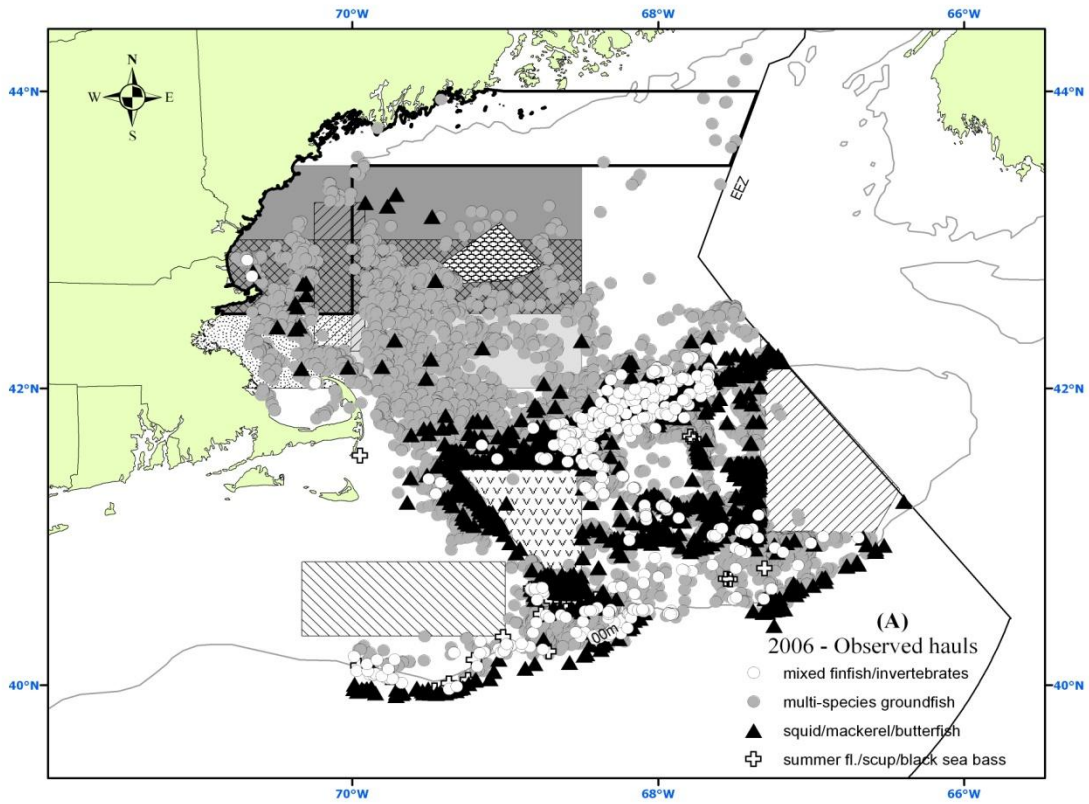 70°W 68°W 66°W
N
W E
S
44°N 44°N
EEZ
42°N 42°N
00m
(A)
2006 - Observed hauls
mixed finfish/invertebrates
multi-species groundfish
squid/mackerel/butterfish
summer fl./scup/black sea bass
40°N 40°N
70°W 68°W 66°W